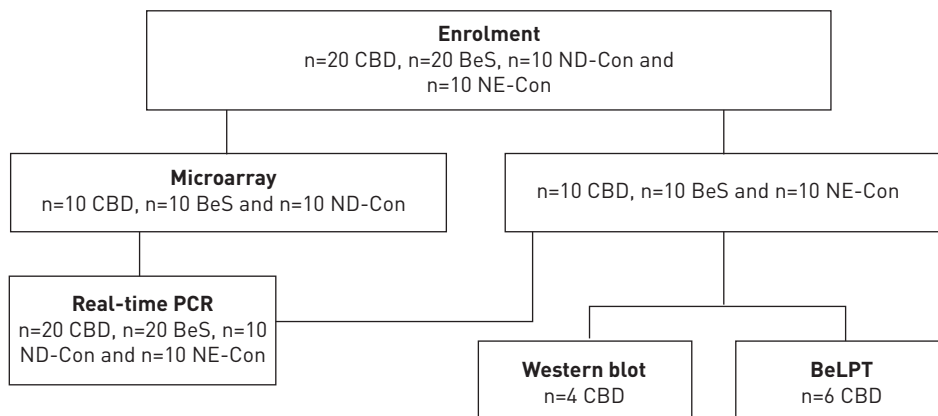 Enrolment
n=20 CBD, n=20 BeS, n=10 ND-Con and
n=10 NE-Con
Microarray
n=10 CBD, n=10 BeS and n=10 ND-Con
n=10 CBD, n=10 BeS and n=10 NE-Con
Real-time PCR
n=20 CBD, n=20 BeS, n=10
ND-Con and n=10 NE-Con
Western blot
n=4 CBD
BeLPT
n=6 CBD